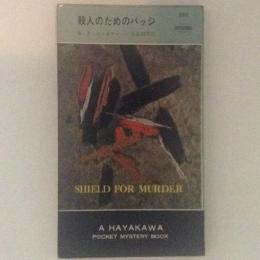 殺人のためのバッジ
SHIELD FOR MURDER
A HAYAKAWA
POCKET MYSTERY BOOK